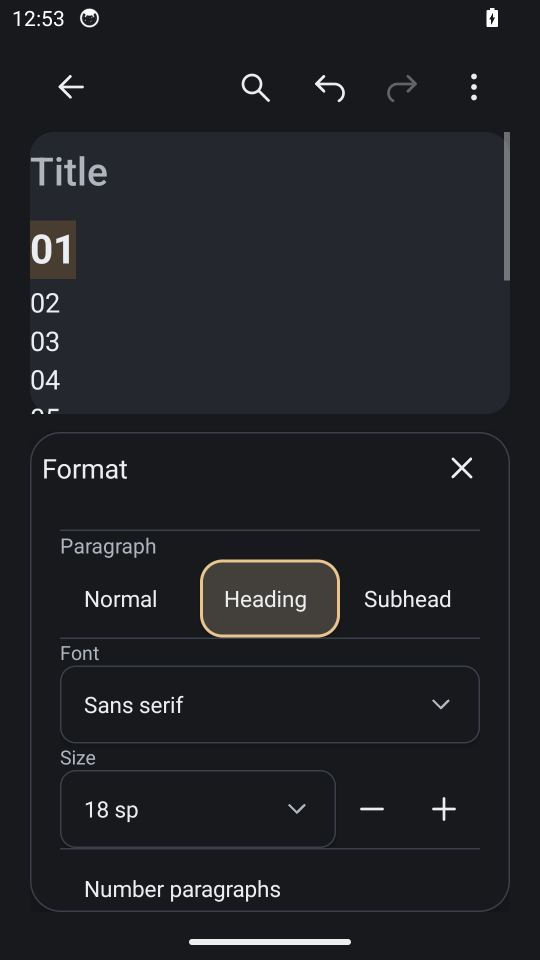 12:53
Title
01
02
03
04
Format
Paragraph
Normal Heading Subhead
Font
Sans serif
Size
18 sp
Number paragraphs